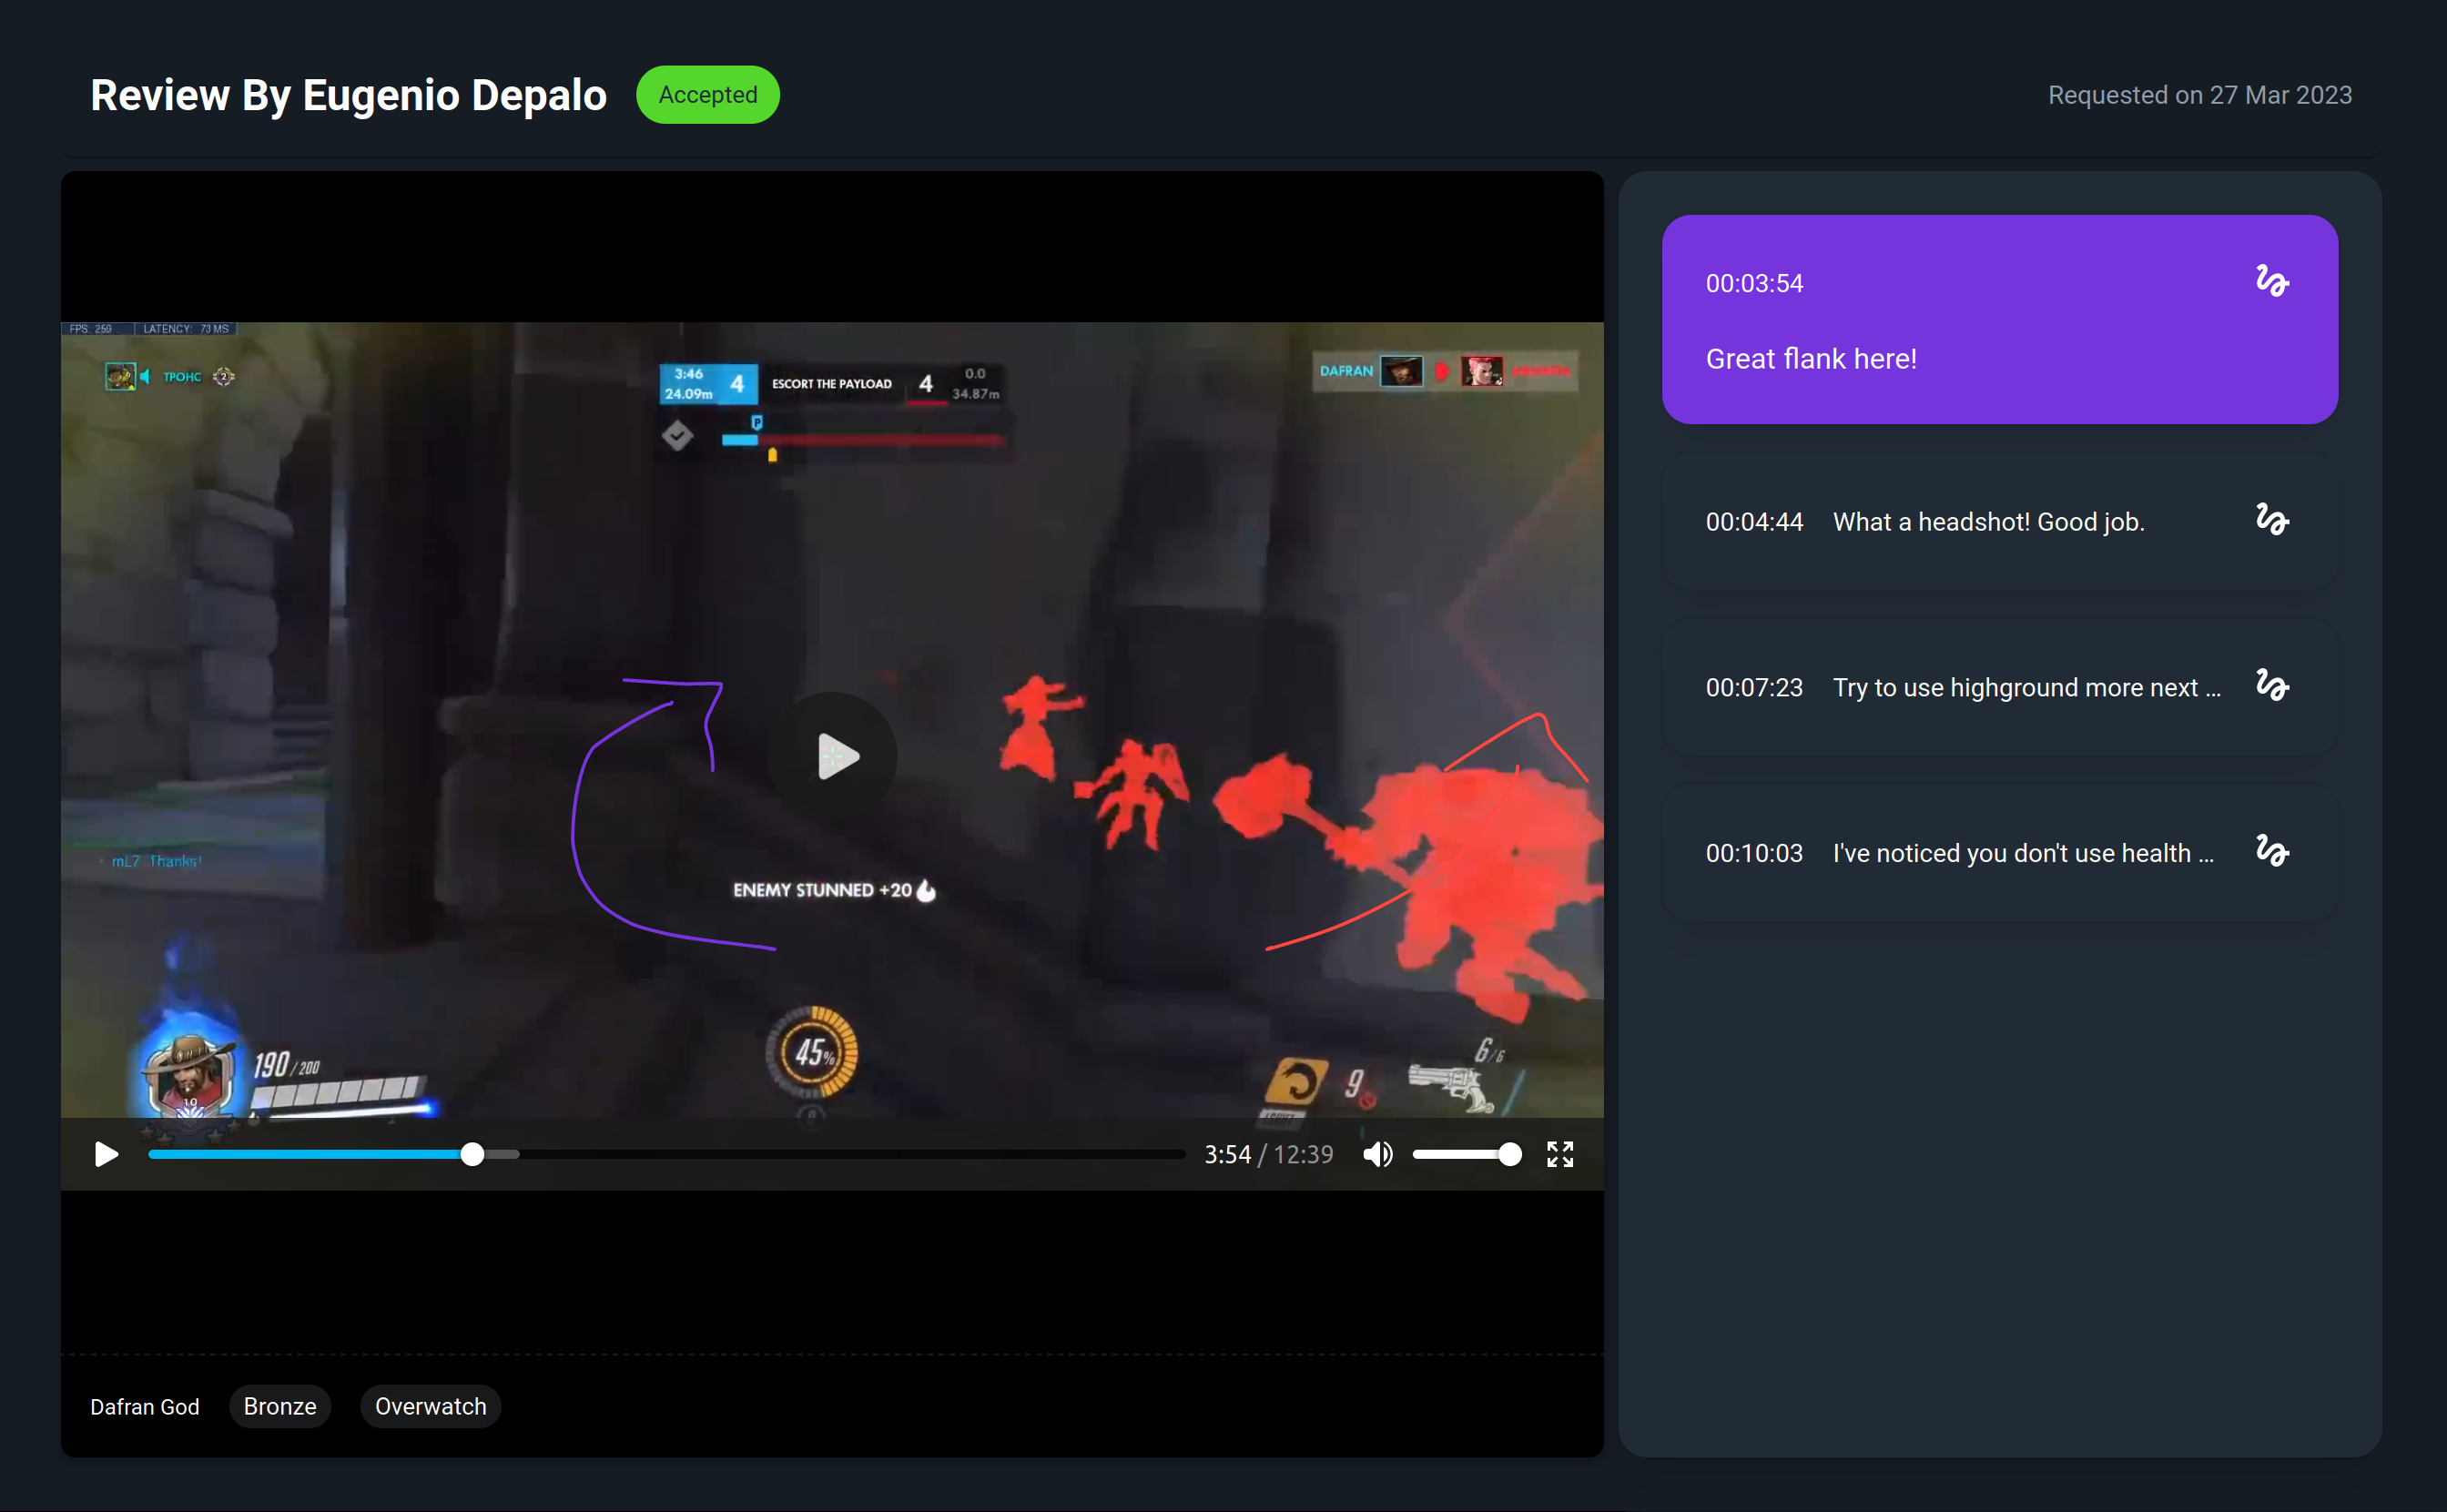 Review By Eugenio Depalo
Accepted
Requested on 27 Mar 2023
FPS: 259 LATENCY: 73 MS
TPOHC 2
3:46
24.09m
4
ESCORT THE PAYLOAD
4
0.0
34.87m
P
DAFRAN
mL7 Thanks!
ENEMY STUNNED +20
190/200
45%
9
6/6
3:54 / 12:39
Dafran God
Bronze
Overwatch
00:03:54
Great flank here!
00:04:44 What a headshot! Good job.
00:07:23 Try to use highground more next ...
00:10:03 I've noticed you don't use health ...